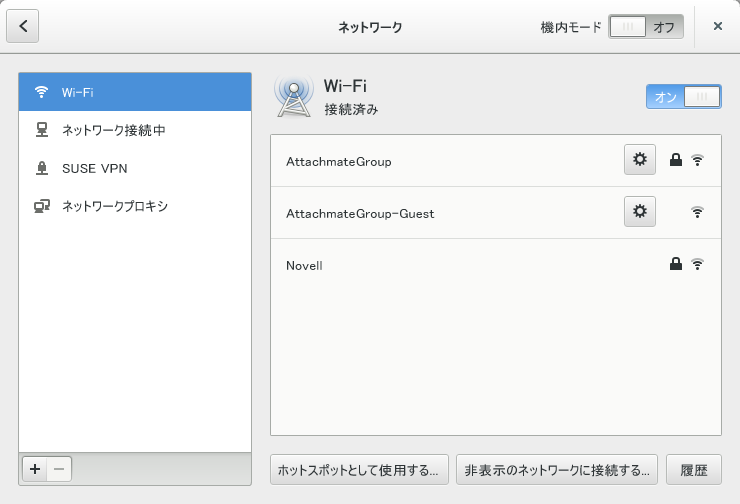 ネットワーク
機内モード
オフ
Wi-Fi
ネットワーク接続中
SUSE VPN
ネットワークプロキシ
Wi-Fi
接続済み
オン
AttachmateGroup
AttachmateGroup-Guest
Novell
ホットスポットとして使用する...
非表示のネットワークに接続する...
履歴